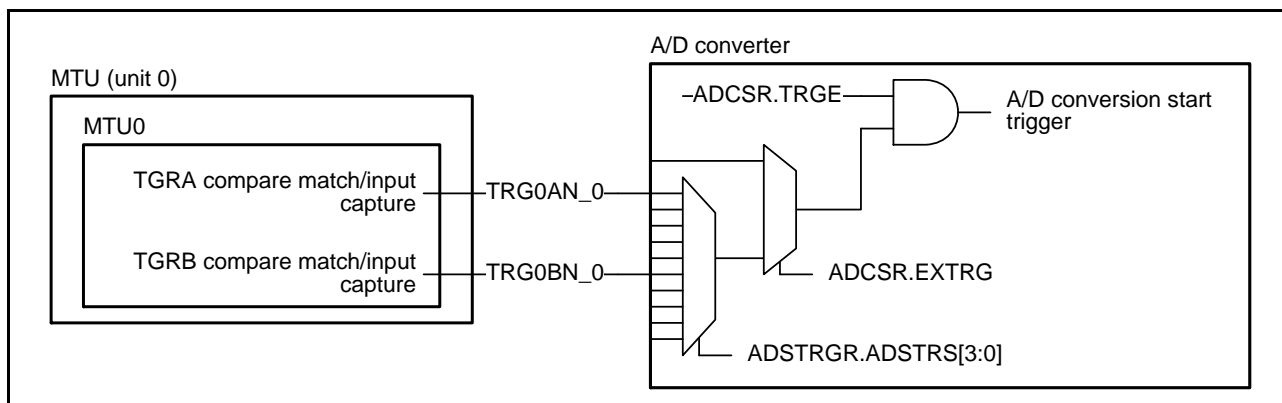 A/D converter
MTU (unit 0)
ADCSR.TRGE
A/D conversion start
trigger
MTU0
TGRA compare match/input
capture
TRG0AN_0
TGRB compare match/input
capture
TRG0BN_0
ADCSR.EXTRG
ADSTRGR.ADSTRS[3:0]